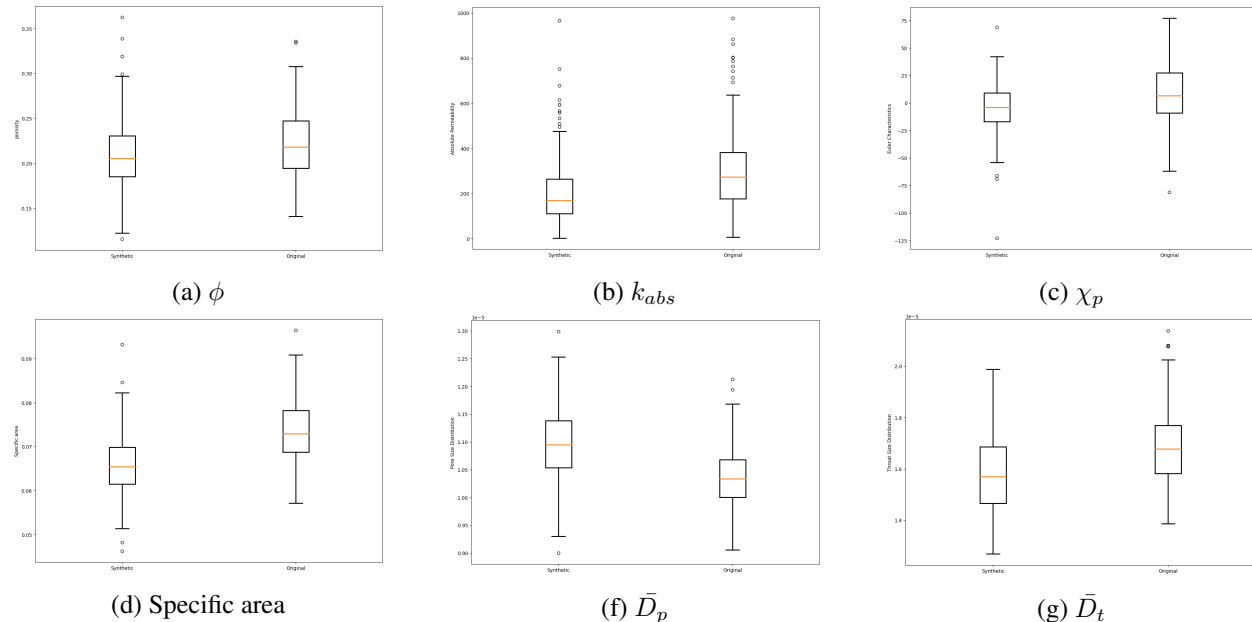 0.35
0.30
0.25
0.20
0.15
porosity
Synthetic Original
(a) ϕ
1000
800
600
400
200
0
Absolute Permeability
Synthetic Original
(b) k_{abs}
75
50
25
0
−25
−50
−75
−100
−125
Euler Characteristics
Synthetic Original
(c) χ_p
0.09
0.08
0.07
0.06
0.05
Specific area
Synthetic Original
(d) Specific area
1e−5
1.30
1.25
1.20
1.15
1.10
1.05
1.00
0.95
0.90
Pore Size Distribution
Synthetic Original
(f) D̄_p
1e−5
2.0
1.8
1.6
1.4
Throat Size Distribution
Synthetic Original
(g) D̄_t